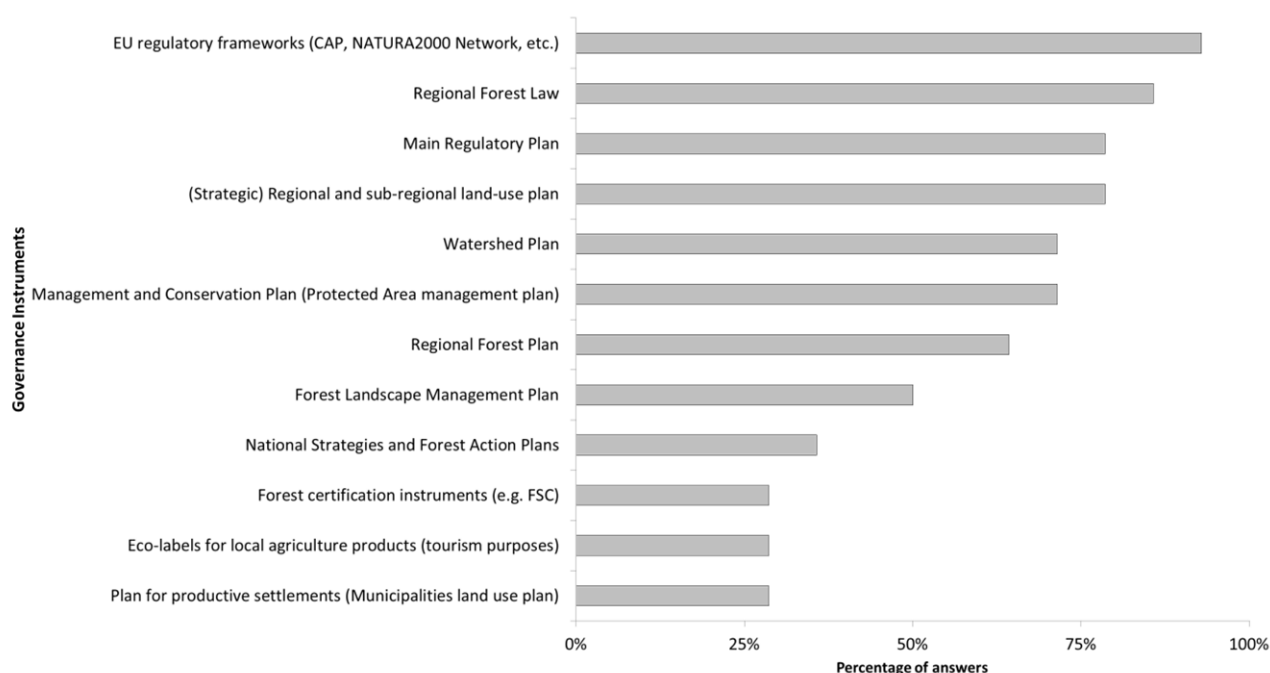 EU regulatory frameworks (CAP, NATURA2000 Network, etc.)
Regional Forest Law
Main Regulatory Plan
(Strategic) Regional and sub-regional land-use plan
Watershed Plan
Management and Conservation Plan (Protected Area management plan)
Regional Forest Plan
Forest Landscape Management Plan
National Strategies and Forest Action Plans
Forest certification instruments (e.g. FSC)
Eco-labels for local agriculture products (tourism purposes)
Plan for productive settlements (Municipalities land use plan)
Governance Instruments
0% 25% 50% 75% 100%
Percentage of answers